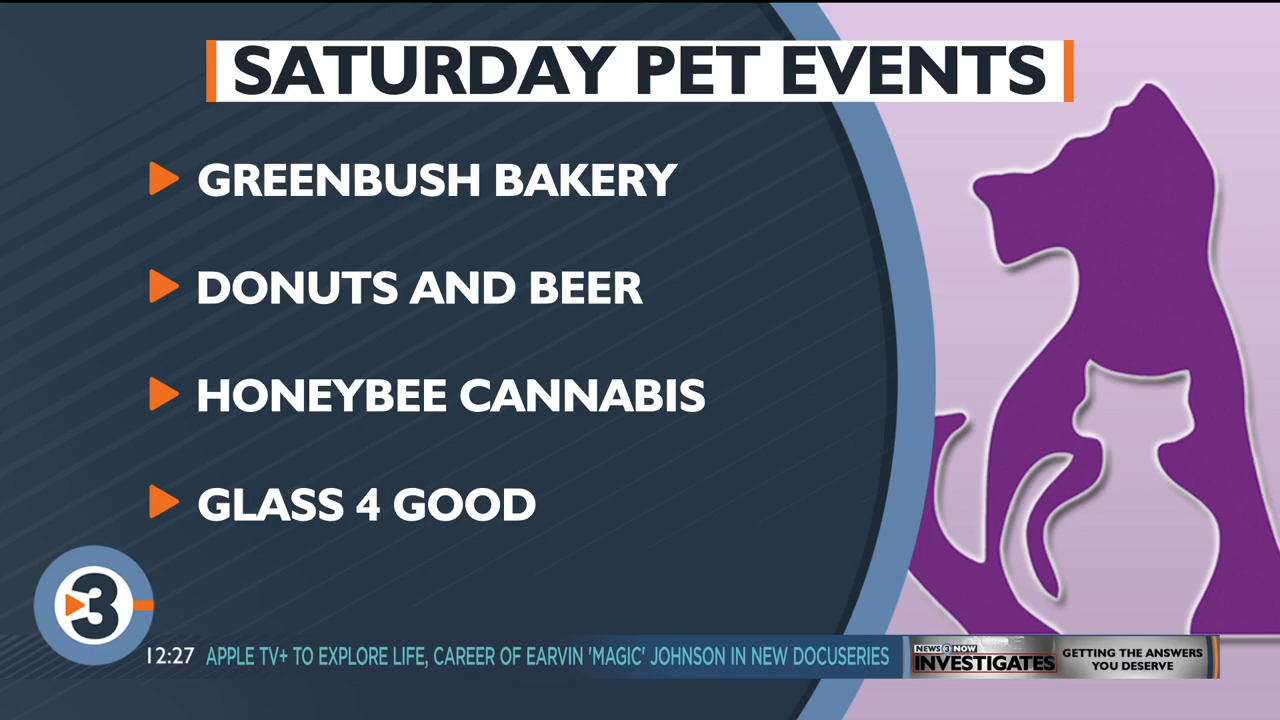 SATURDAY PET EVENTS
GREENBUSH BAKERY
DONUTS AND BEER
HONEYBEE CANNABIS
GLASS 4 GOOD
3
12:27 APPLE TV+ TO EXPLORE LIFE, CAREER OF EARVIN 'MAGIC' JOHNSON IN NEW DOCUSERIES
NEWS 3 NOW
INVESTIGATES
GETTING THE ANSWERS
YOU DESERVE